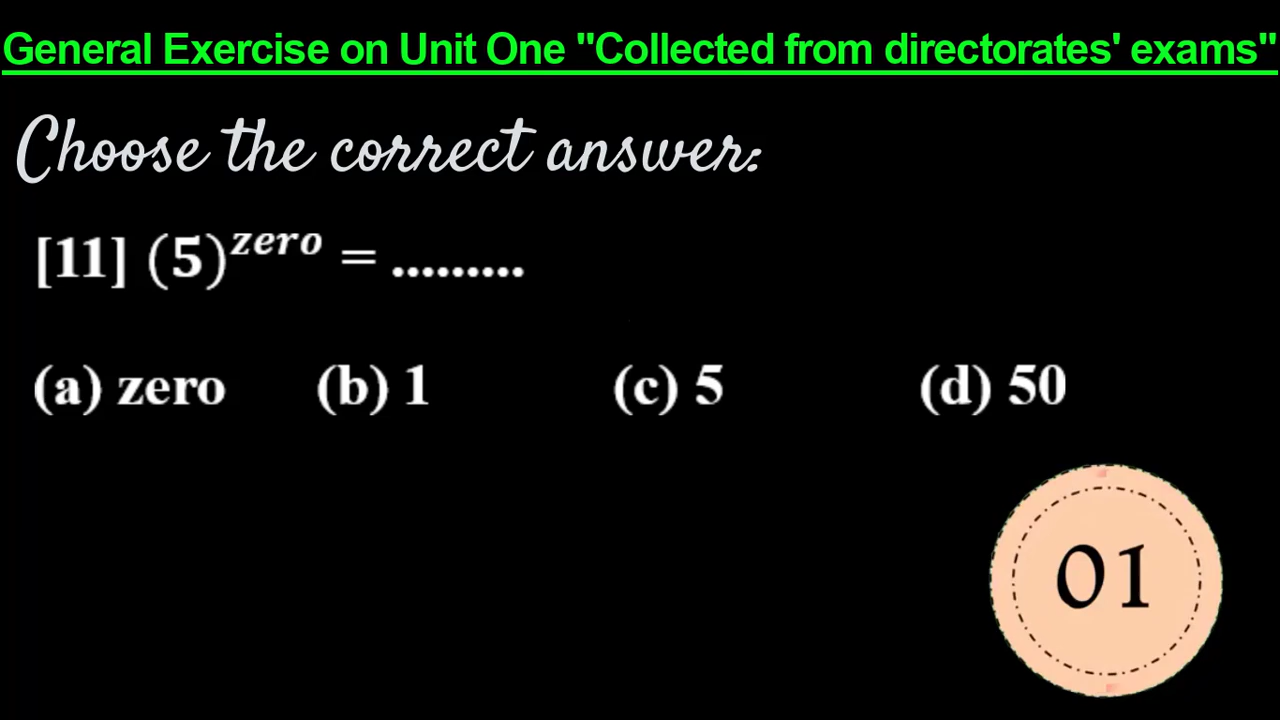 General Exercise on Unit One "Collected from directorates' exams"
Choose the correct answer:
[11] (5)^zero = .........
(a) zero (b) 1 (c) 5 (d) 50
01